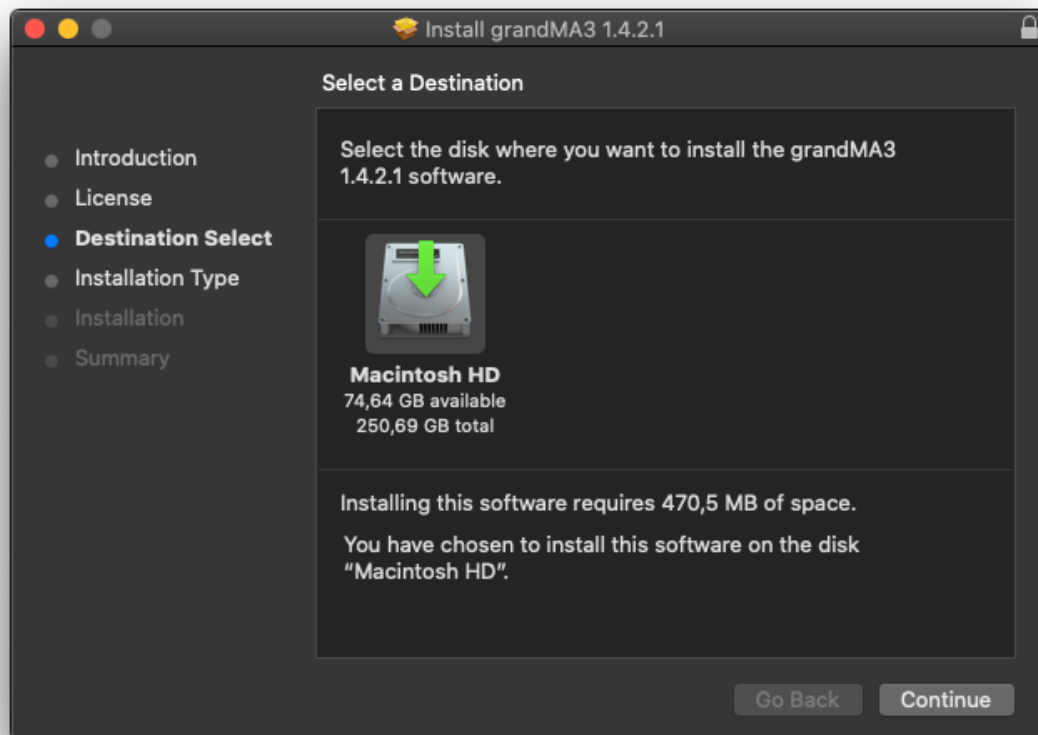 Install grandMA3 1.4.2.1
Select a Destination
Introduction
License
Destination Select
Installation Type
Installation
Summary
Select the disk where you want to install the grandMA3
1.4.2.1 software.
Macintosh HD
74,64 GB available
250,69 GB total
Installing this software requires 470,5 MB of space.
You have chosen to install this software on the disk
“Macintosh HD”.
Go Back
Continue